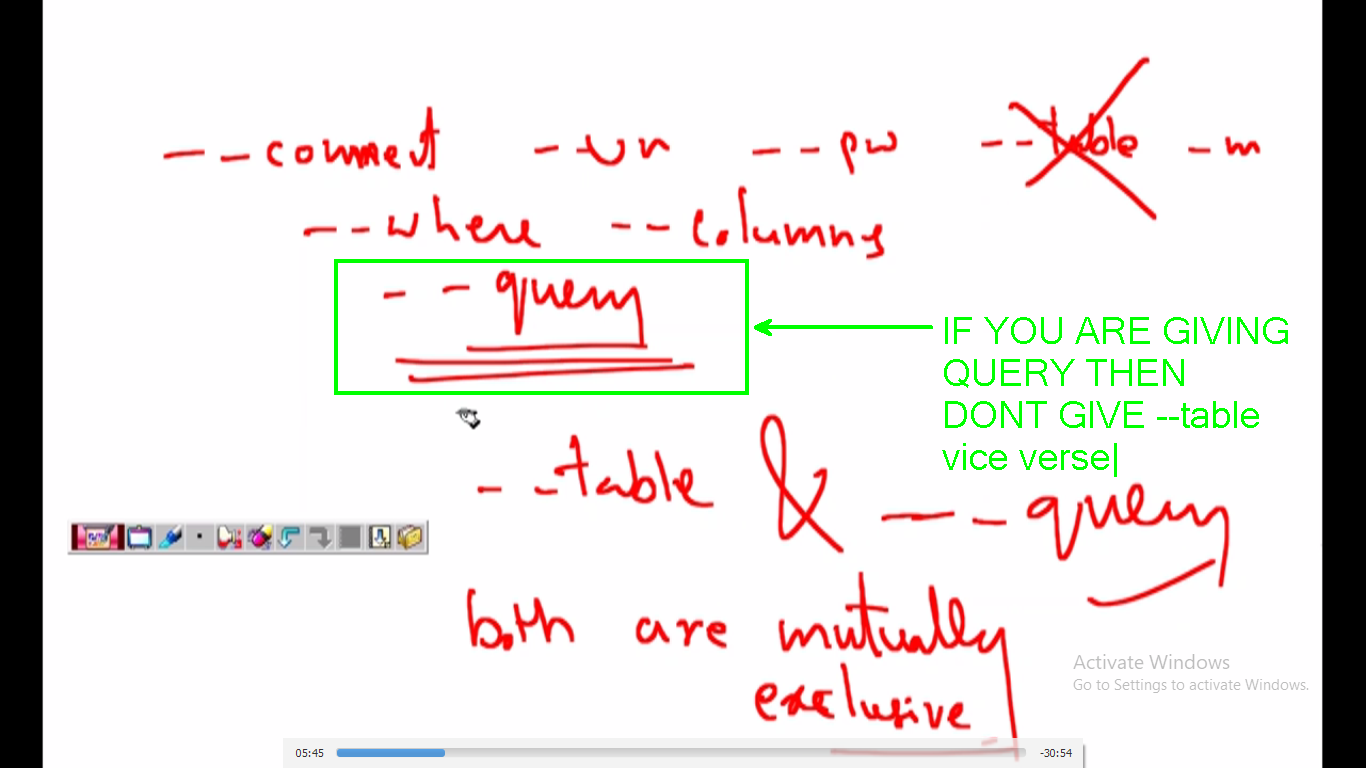 --connect --un --pw --table -m
--where --columns
--query
IF YOU ARE GIVING
QUERY THEN
DONT GIVE --table
vice verse
--table & --query
both are mutually
exclusive
Activate Windows
Go to Settings to activate Windows.
05:45 -30:54